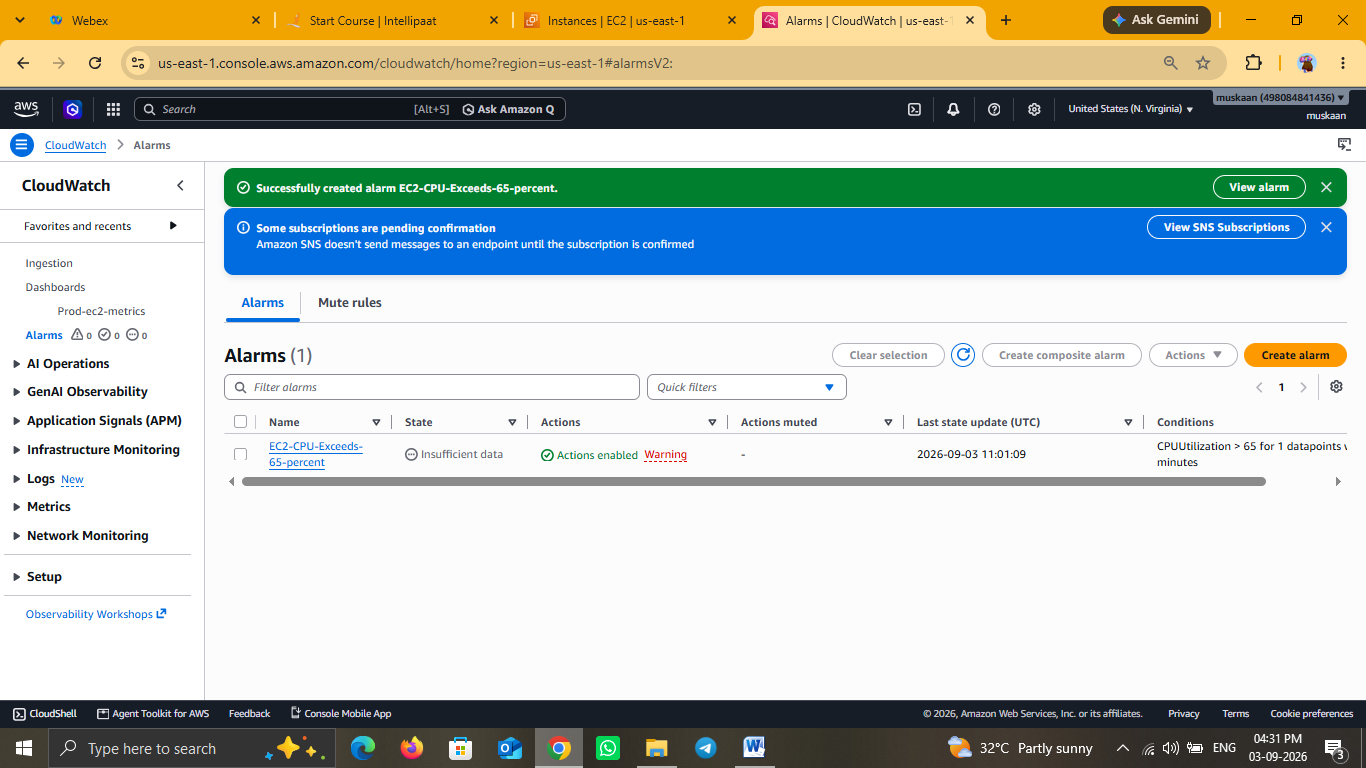 Webex
Start Course | Intellipaat
Instances | EC2 | us-east-1
Alarms | CloudWatch | us-east-1
Ask Gemini
us-east-1.console.aws.amazon.com/cloudwatch/home?region=us-east-1#alarmsV2:
aws
Search
[Alt+S]
Ask Amazon Q
United States (N. Virginia)
muskaan (498084841436)
muskaan
CloudWatch
Alarms
CloudWatch
Favorites and recents
Ingestion
Dashboards
Prod-ec2-metrics
Alarms 0 0 0
AI Operations
GenAI Observability
Application Signals (APM)
Infrastructure Monitoring
Logs New
Metrics
Network Monitoring
Setup
Observability Workshops
Successfully created alarm EC2-CPU-Exceeds-65-percent.
View alarm
Some subscriptions are pending confirmation
Amazon SNS doesn't send messages to an endpoint until the subscription is confirmed
View SNS Subscriptions
Alarms
Mute rules
Alarms (1)
Clear selection
Create composite alarm
Actions
Create alarm
Filter alarms
Quick filters
1
Name
State
Actions
Actions muted
Last state update (UTC)
Conditions
EC2-CPU-Exceeds-
65-percent
Insufficient data
Actions enabled Warning
-
2026-09-03 11:01:09
CPUUtilization > 65 for 1 datapoints
minutes
CloudShell
Agent Toolkit for AWS
Feedback
Console Mobile App
© 2026, Amazon Web Services, Inc. or its affiliates.
Privacy
Terms
Cookie preferences
Type here to search
32°C Partly sunny
ENG
04:31 PM
03-09-2026
3